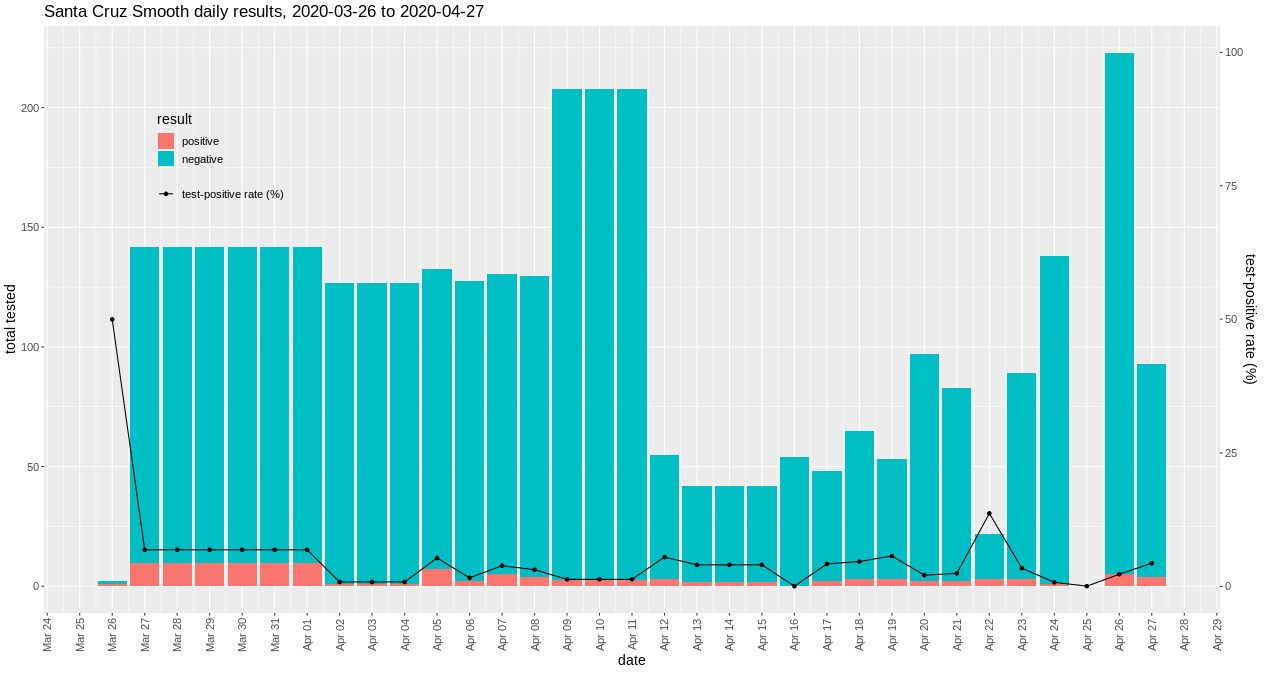 Santa Cruz Smooth daily results, 2020-03-26 to 2020-04-27
total tested
200
150
100
50
0
result
positive
negative
test-positive rate (%)
100
75
50
25
0
test-positive rate (%)
Mar 24
Mar 25
Mar 26
Mar 27
Mar 28
Mar 29
Mar 30
Mar 31
Apr 01
Apr 02
Apr 03
Apr 04
Apr 05
Apr 06
Apr 07
Apr 08
Apr 09
Apr 10
Apr 11
Apr 12
Apr 13
Apr 14
Apr 15
Apr 16
Apr 17
Apr 18
Apr 19
Apr 20
Apr 21
Apr 22
Apr 23
Apr 24
Apr 25
Apr 26
Apr 27
Apr 28
Apr 29
date